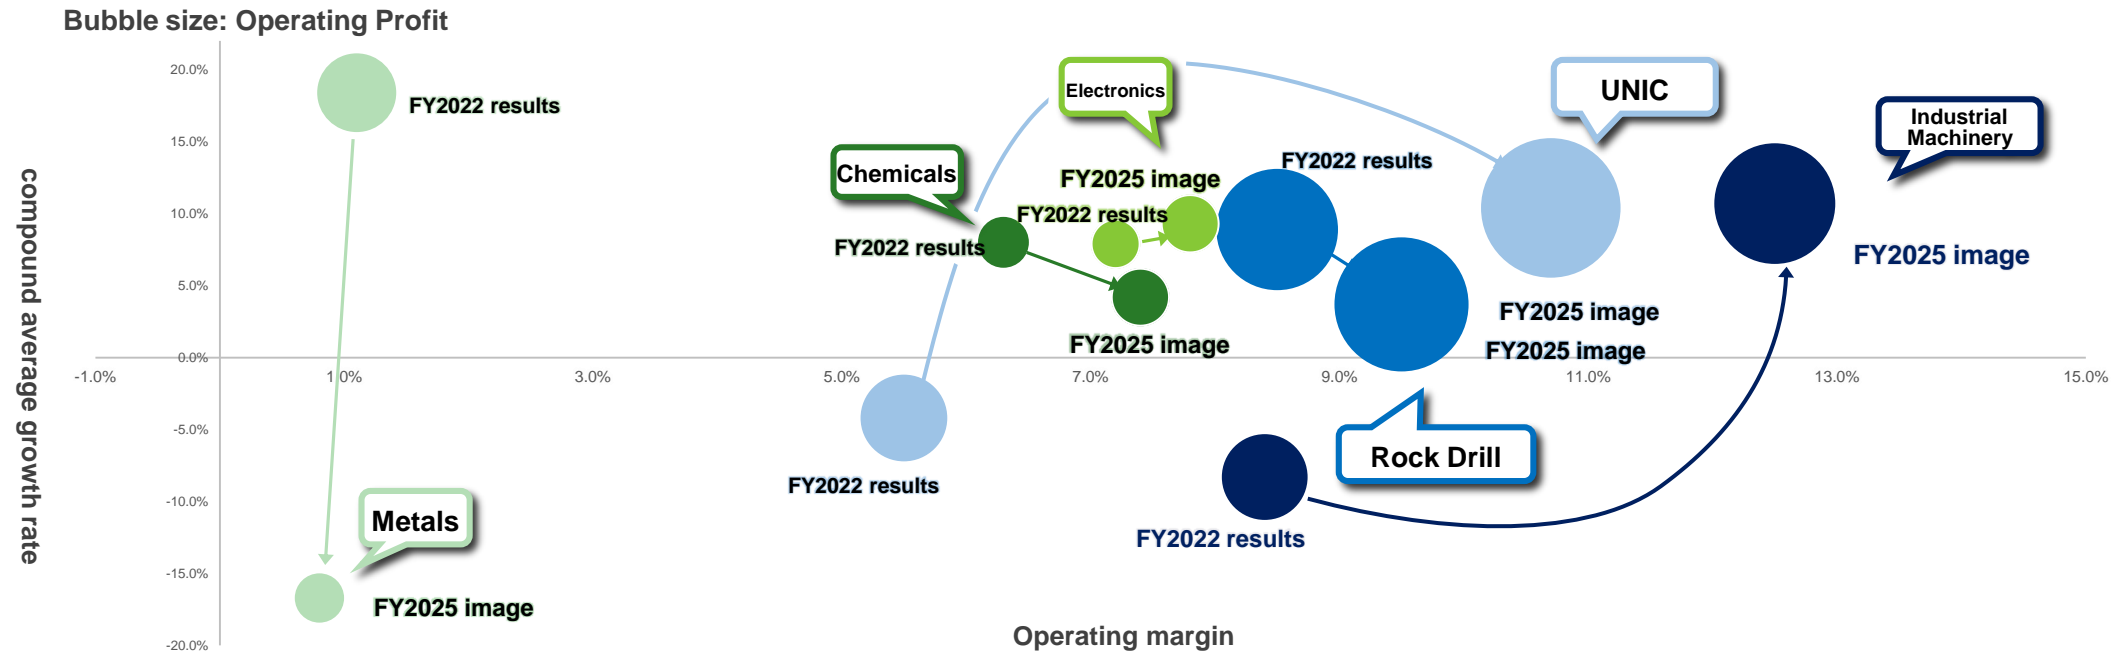 Bubble size: Operating Profit
20.0%
15.0%
10.0%
5.0%
0.0%
-5.0%
-10.0%
-15.0%
-20.0%
compound average growth rate
-1.0%
1.0%
3.0%
5.0%
7.0%
9.0%
11.0%
13.0%
15.0%
Operating margin
FY2022 results
Metals
FY2025 image
Chemicals
FY2022 results
FY2025 image
Electronics
FY2025 image
FY2022 results
FY2022 results
UNIC
FY2025 image
FY2025 image
Rock Drill
FY2022 results
Industrial
Machinery
FY2025 image
FY2022 results